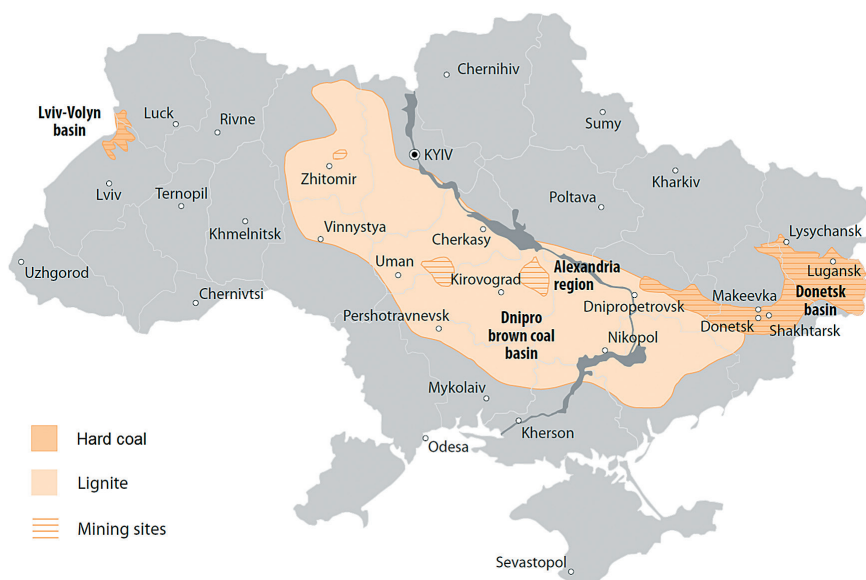 Chernihiv
Lviv-Volyn
basin
Luck
Rivne
Sumy
KYIV
Zhitomir
Kharkiv
Lviv
Ternopil
Poltava
Khmelnitsk
Vinnystya
Cherkasy
Lysychansk
Uzhgorod
Uman
Alexandria
region
Lugansk
Kirovograd
Chernivtsi
Dnipropetrovsk
Makeevka
Donetsk
basin
Pershotravnevsk
Dnipro
brown coal
basin
Donetsk
Shakhtarsk
Nikopol
Mykolaiv
Kherson
Odesa
Hard coal
Lignite
Mining sites
Sevastopol